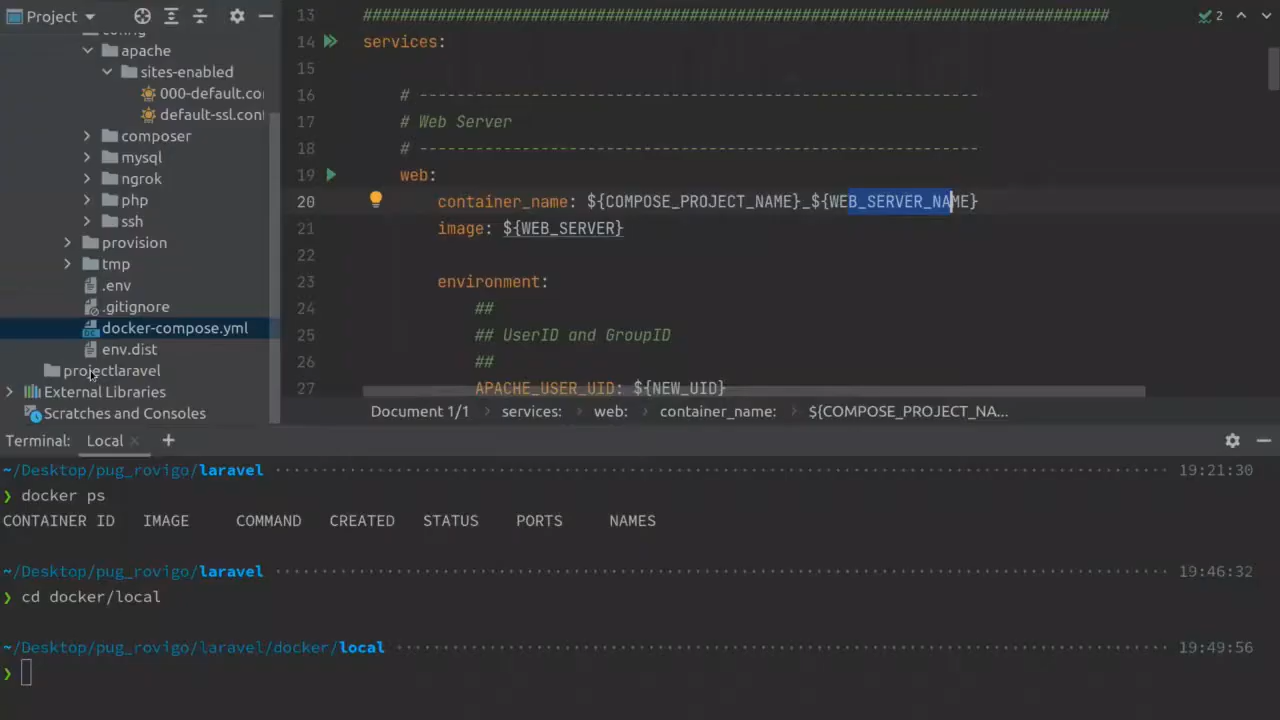 Project
config
apache
sites-enabled
000-default.co
default-ssl.conf
composer
mysql
ngrok
php
ssh
provision
tmp
.env
.gitignore
docker-compose.yml
env.dist
projectlaravel
External Libraries
Scratches and Consoles
2
13 ################################################################################
14 services:
15
16 # ------------------------------------------------------------
17 # Web Server
18 # ------------------------------------------------------------
19 web:
20 container_name: ${COMPOSE_PROJECT_NAME}_${WEB_SERVER_NAME}
21 image: ${WEB_SERVER}
22
23 environment:
24 ##
25 ## UserID and GroupID
26 ##
27 APACHE_USER_UID: ${NEW_UID}
Document 1/1 services: web: container_name: ${COMPOSE_PROJECT_NA...
Terminal: Local
~/Desktop/pug_rovigo/laravel 19:21:30
❯ docker ps
CONTAINER ID IMAGE COMMAND CREATED STATUS PORTS NAMES
~/Desktop/pug_rovigo/laravel 19:46:32
❯ cd docker/local
~/Desktop/pug_rovigo/laravel/docker/local 19:49:56
❯